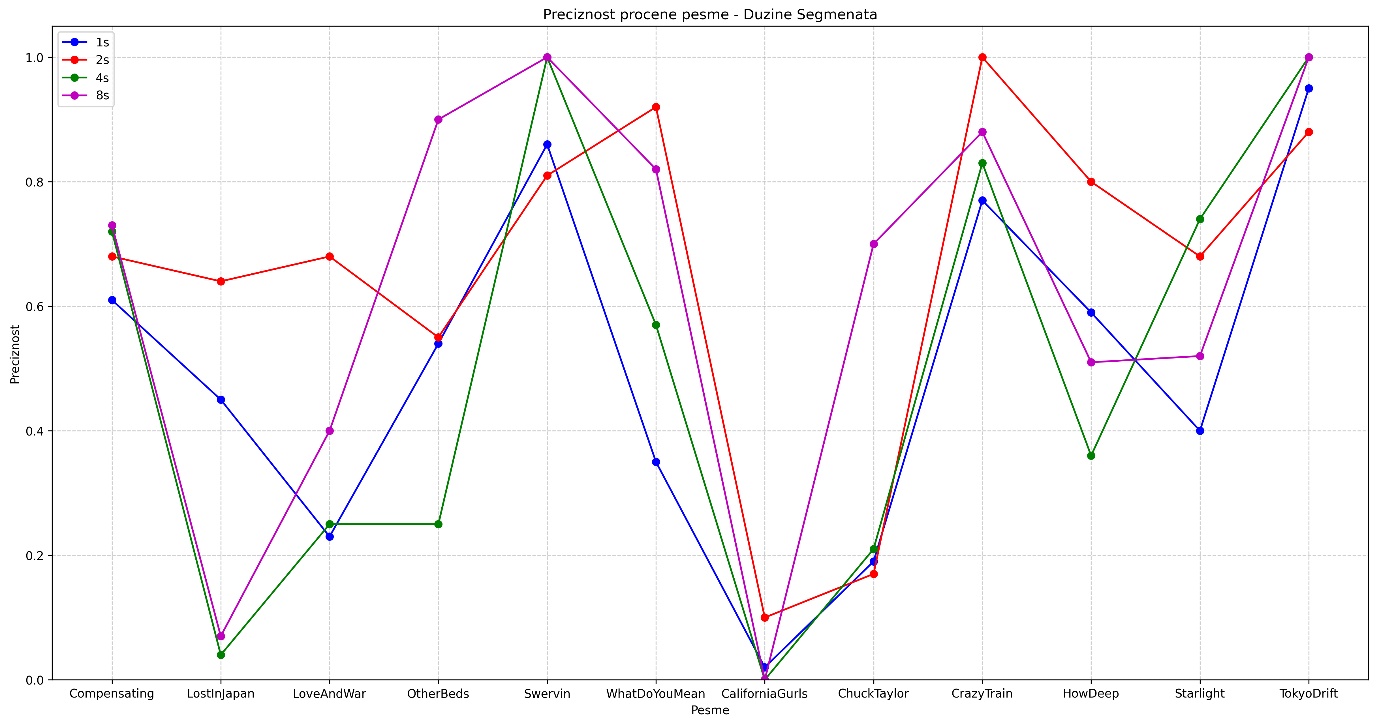 Preciznost procene pesme - Duzine Segmenata
1s
2s
4s
8s
Preciznost
1.0
0.8
0.6
0.4
0.2
0.0
Compensating LostInJapan LoveAndWar OtherBeds Swervin WhatDoYouMean CaliforniaGurls ChuckTaylor CrazyTrain HowDeep Starlight TokyoDrift
Pesme